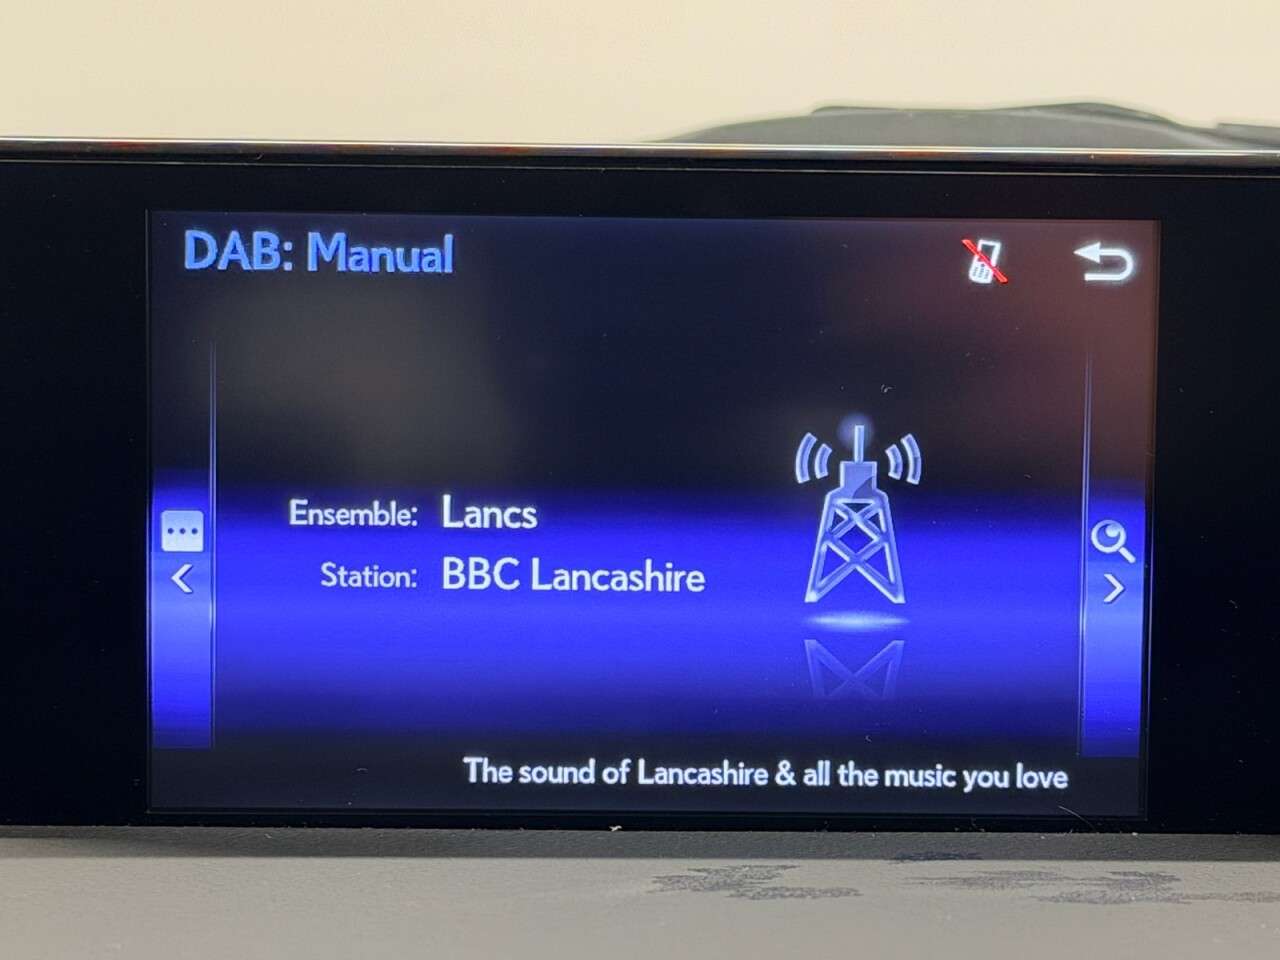 DAB: Manual
Ensemble: Lancs
Station: BBC Lancashire
The sound of Lancashire & all the music you love